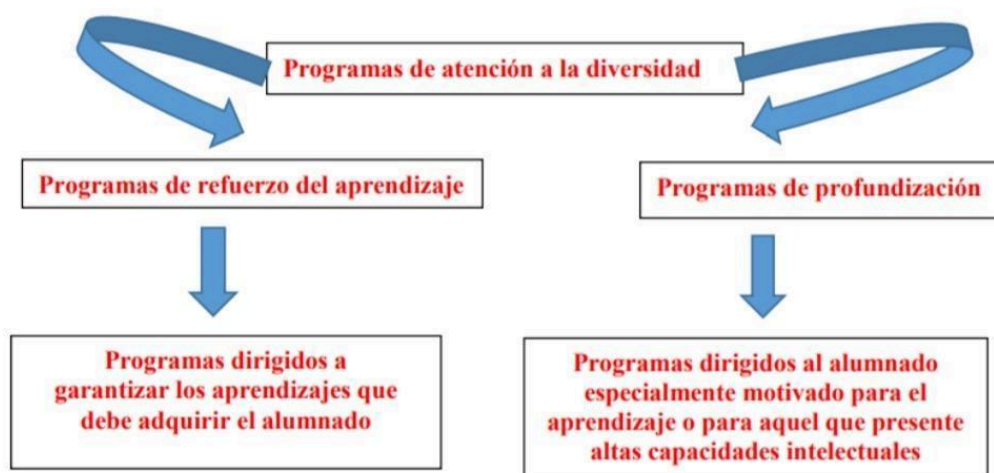 Programas de atención a la diversidad
Programas de refuerzo del aprendizaje
Programas de profundización
Programas dirigidos a
garantizar los aprendizajes que
debe adquirir el alumnado
Programas dirigidos al alumnado
especialmente motivado para el
aprendizaje o para aquel que presente
altas capacidades intelectuales